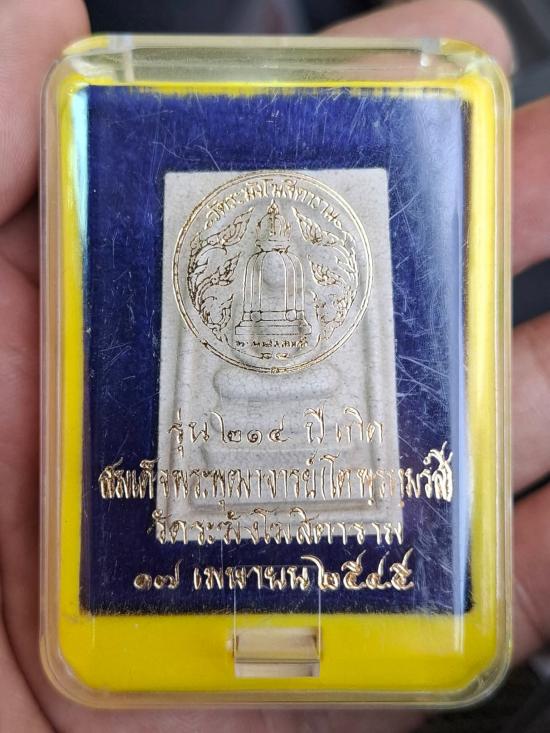 วัดระฆังโฆสิตาราม
รุ่น ๒๑๔ ปี เกิด
สมเด็จพระพุฒาจารย์ (โต พรหมรังสี)
วัดระฆังโฆสิตาราม
๑๗ เมษายน ๒๕๔๕